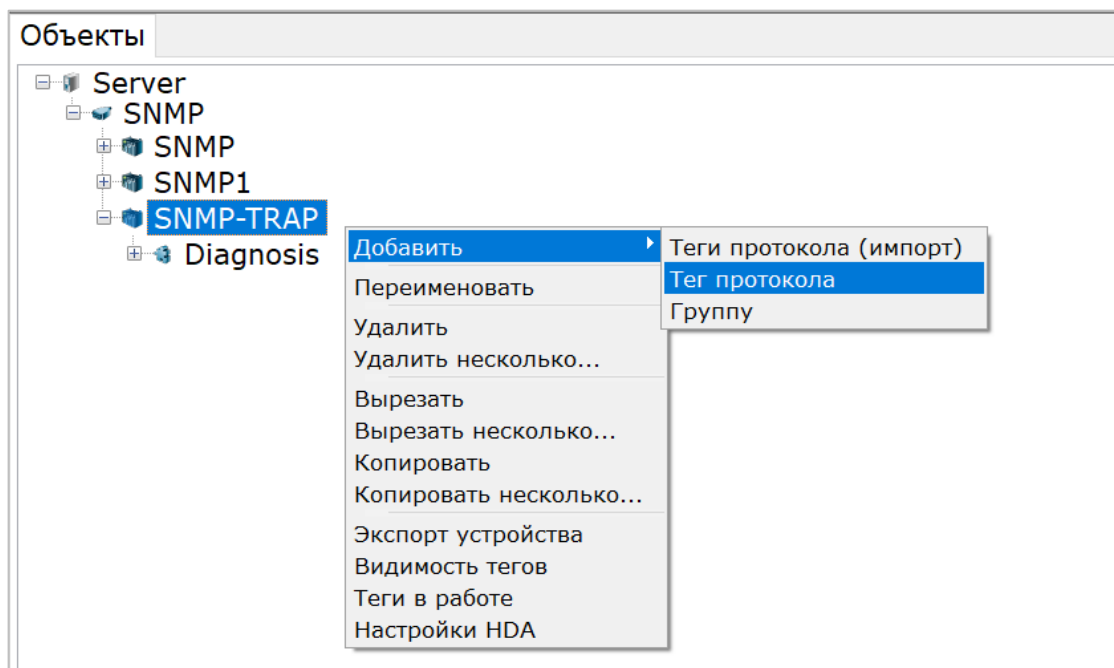 Объекты
Server
SNMP
SNMP
SNMP1
SNMP-TRAP
Diagnosis
Добавить
Переименовать
Удалить
Удалить несколько...
Вырезать
Вырезать несколько...
Копировать
Копировать несколько...
Экспорт устройства
Видимость тегов
Теги в работе
Настройки HDA
Теги протокола (импорт)
Тег протокола
Группу